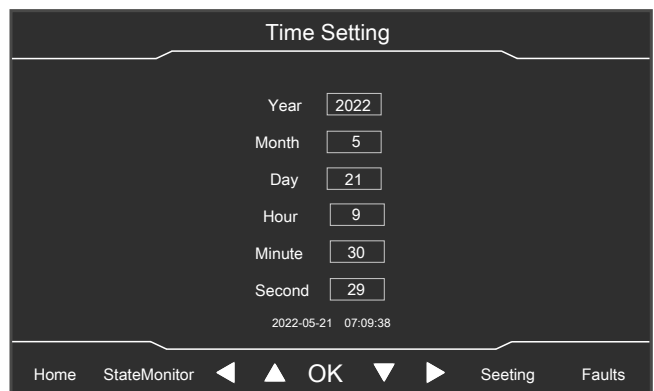 Time Setting
Year 2022
Month 5
Day 21
Hour 9
Minute 30
Second 29
2022-05-21 07:09:38
Home StateMonitor OK Seeting Faults